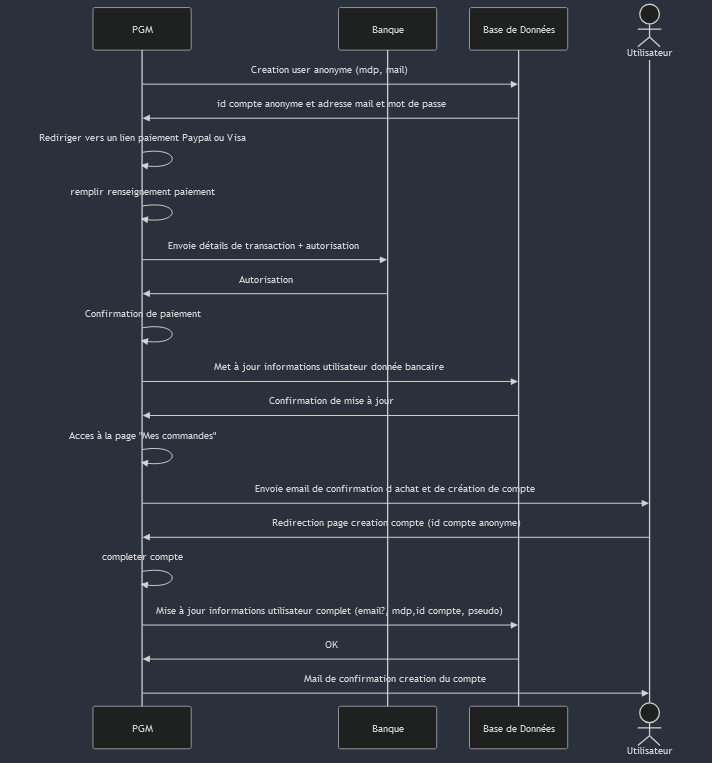 PGM
Banque
Base de Données
Utilisateur
Creation user anonyme (mdp, mail)
id compte anonyme et adresse mail et mot de passe
Rediriger vers un lien paiement Paypal ou Visa
remplir renseignement paiement
Envoie détails de transaction + autorisation
Autorisation
Confirmation de paiement
Met à jour informations utilisateur donnée bancaire
Confirmation de mise à jour
Acces à la page "Mes commandes"
Envoie email de confirmation d achat et de création de compte
Redirection page creation compte (id compte anonyme)
completer compte
Mise à jour informations utilisateur complet (email?, mdp,id compte, pseudo)
OK
Mail de confirmation creation du compte
PGM
Banque
Base de Données
Utilisateur